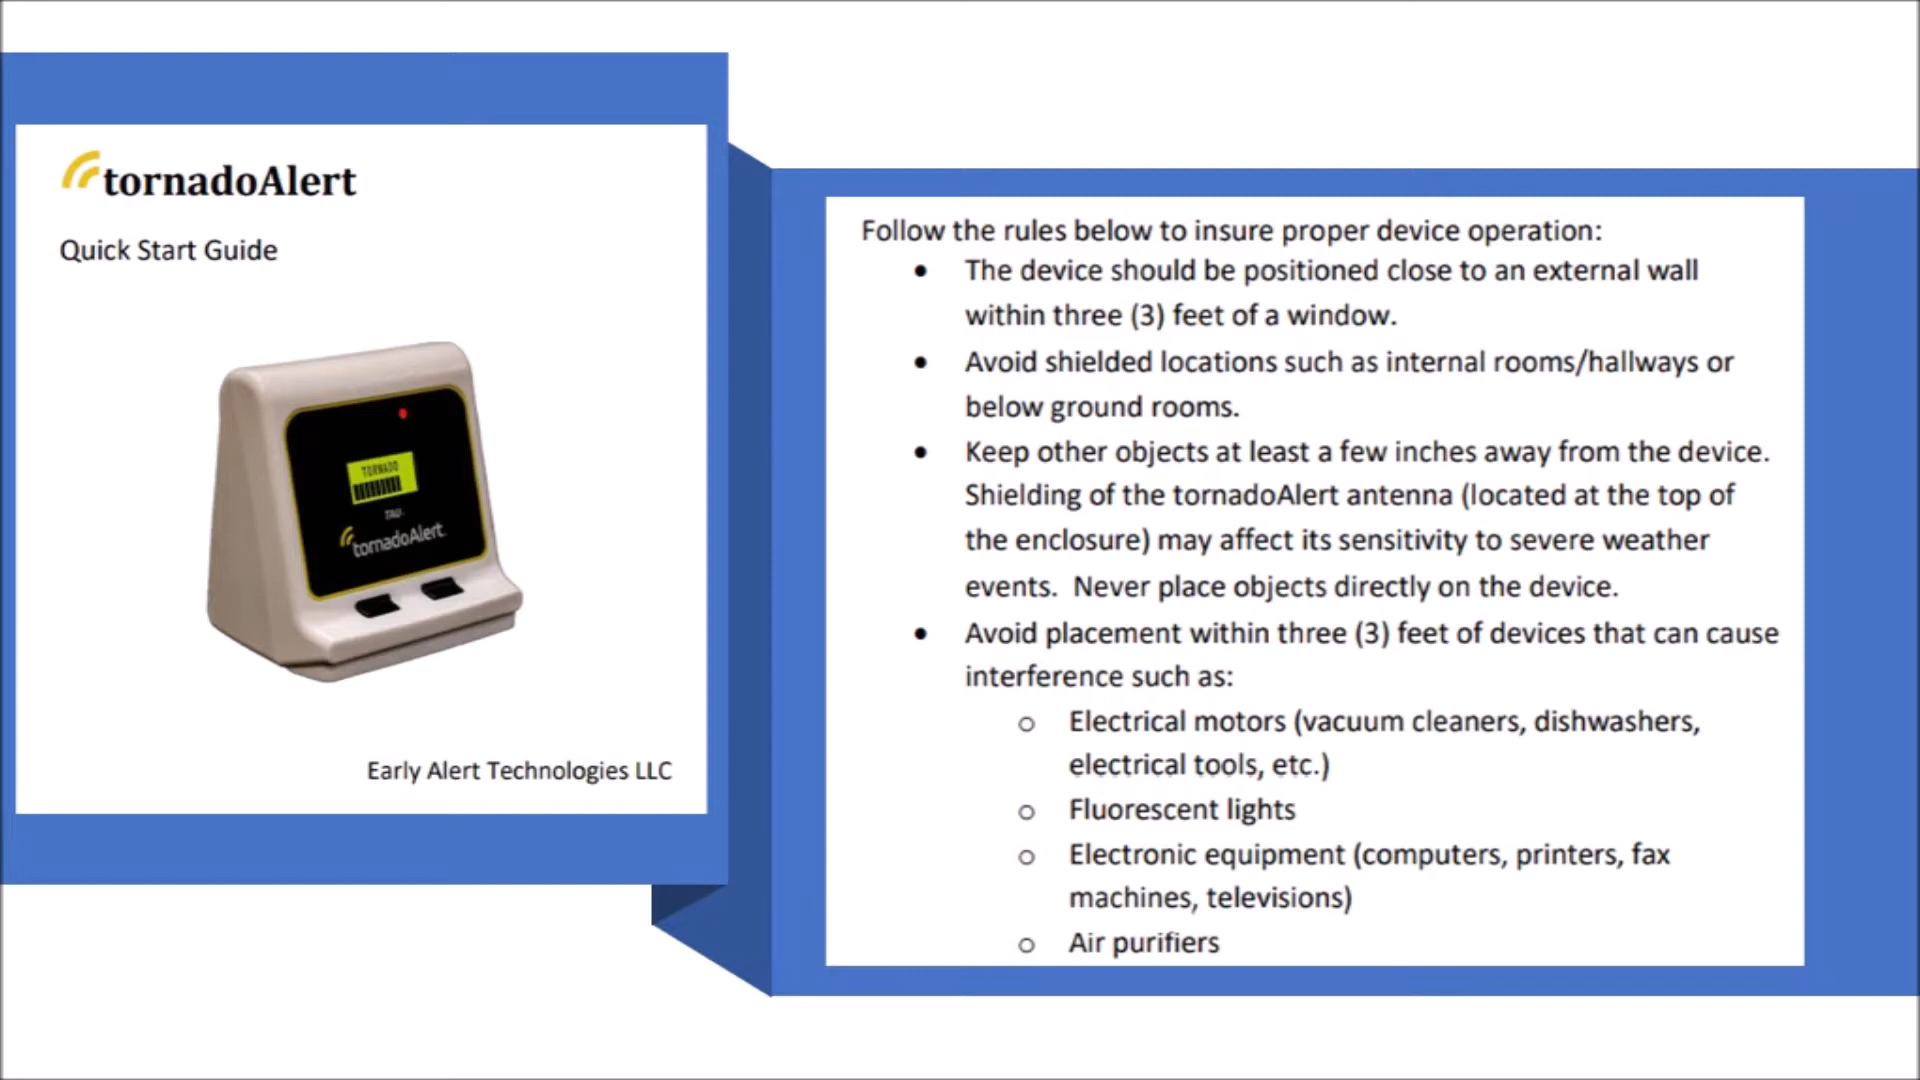 tornadoAlert
Quick Start Guide
TORNADO
tornadoAlert
Early Alert Technologies LLC
Follow the rules below to insure proper device operation:
• The device should be positioned close to an external wall
within three (3) feet of a window.
• Avoid shielded locations such as internal rooms/hallways or
below ground rooms.
• Keep other objects at least a few inches away from the device.
Shielding of the tornadoAlert antenna (located at the top of
the enclosure) may affect its sensitivity to severe weather
events.  Never place objects directly on the device.
• Avoid placement within three (3) feet of devices that can cause
interference such as:
o Electrical motors (vacuum cleaners, dishwashers,
electrical tools, etc.)
o Fluorescent lights
o Electronic equipment (computers, printers, fax
machines, televisions)
o Air purifiers